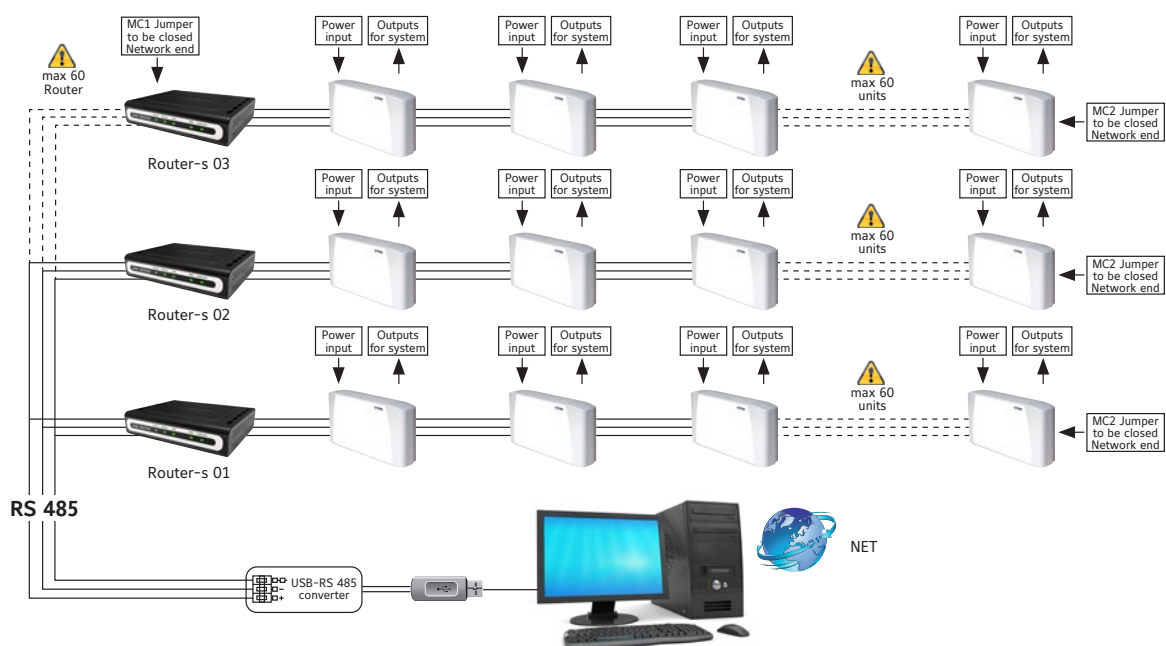 MC1 Jumper
to be closed
Network end
Power
input
Outputs
for system
Power
input
Outputs
for system
Power
input
Outputs
for system
Power
input
Outputs
for system
max 60
Router
max 60
units
MC2 Jumper
to be closed
Network end
Router-s 03
Power
input
Outputs
for system
Power
input
Outputs
for system
Power
input
Outputs
for system
Power
input
Outputs
for system
max 60
units
MC2 Jumper
to be closed
Network end
Router-s 02
Power
input
Outputs
for system
Power
input
Outputs
for system
Power
input
Outputs
for system
Power
input
Outputs
for system
max 60
units
MC2 Jumper
to be closed
Network end
Router-s 01
RS 485
NET
USB-RS 485
converter